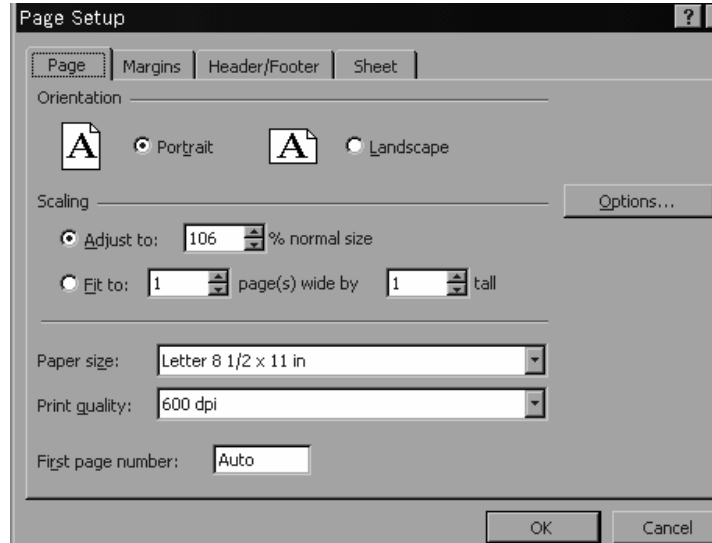 Page Setup ?
Page Margins Header/Footer Sheet
Orientation
A Portrait A Landscape
Scaling Options...
Adjust to: 106 % normal size
Fit to: 1 page(s) wide by 1 tall
Paper size: Letter 8 1/2 x 11 in
Print quality: 600 dpi
First page number: Auto
OK Cancel